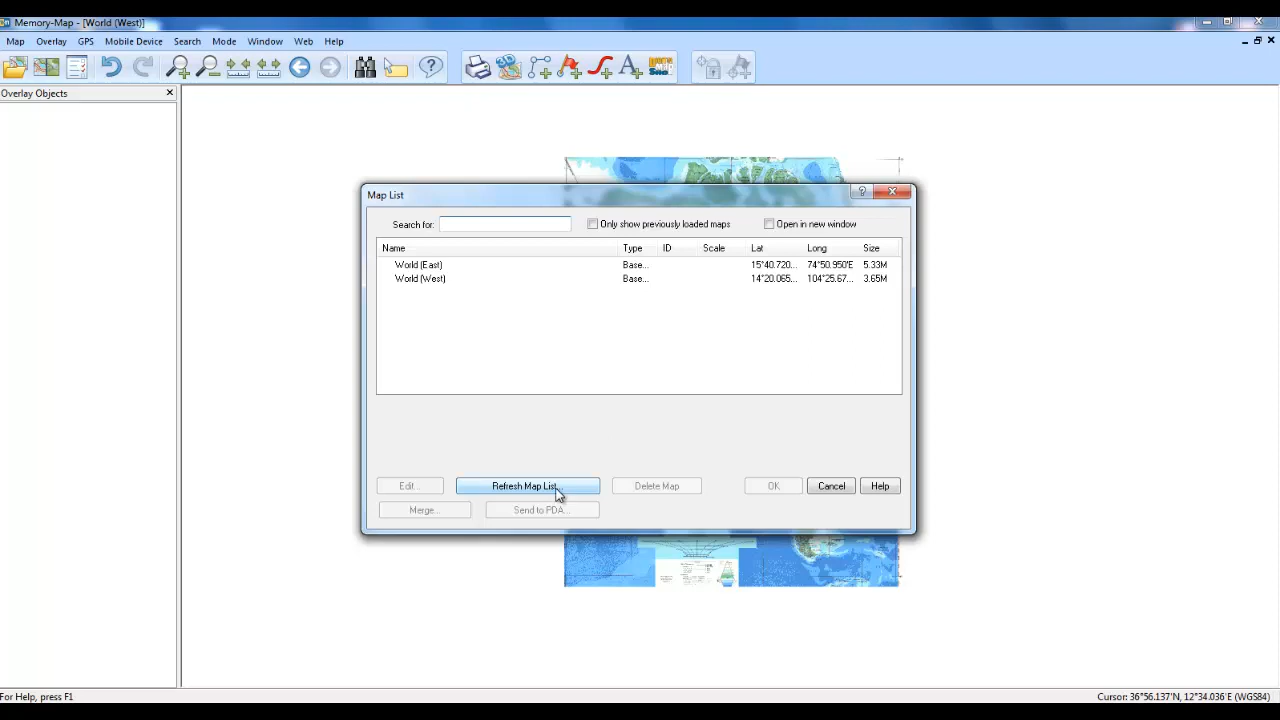 Memory-Map - [World (West)]
Map Overlay GPS Mobile Device Search Mode Window Web Help
Overlay Objects
Map List
Search for: Only show previously loaded maps Open in new window
Name Type ID Scale Lat Long Size
World (East) Base... 15°40.720... 74°50.950'E 5.33M
World (West) Base... 14°20.065... 104°25.67... 3.65M
Edit... Refresh Map List... Delete Map OK Cancel Help
Merge... Send to PDA...
For Help, press F1 Cursor: 36°56.137'N, 12°34.036'E (WGS84)